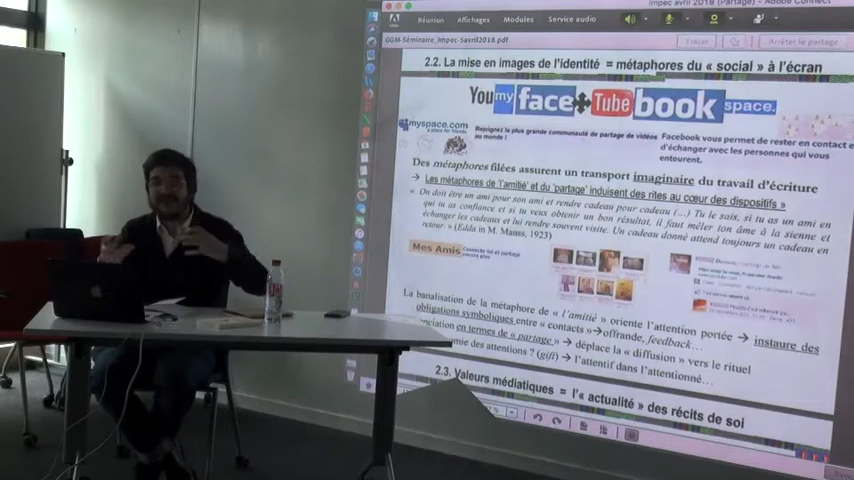 Impec avril 2018 (Partage) - Adobe Connect
Réunion Affichages Modules Service audio
GGM-Séminaire_Impec-5avril2018.pdf
Arrêter le partage
2.2. La mise en images de l'identité = métaphores du « social » à l'écran
You my face Tube book space.
myspace.com
a place for friends
Rejoignez la plus grande communauté de partage de vidéos
du monde !
Facebook vous permet de rester en contact e
d'échanger avec les personnes qui vous
entourent.
Des métaphores filées assurent un transport imaginaire du travail d'écriture
→ Les métaphores de l'amitié' et du 'partage' induisent des rites au cœur des dispositifs »
« On doit être un ami pour son ami et rendre cadeau pour cadeau (…) Tu le sais, si tu as un ami en
qui tu as confiance et si tu veux obtenir un bon résultat, il faut mêler ton âme à la sienne et
échanger les cadeaux et lui rendre souvent visite. Un cadeau donné attend toujours un cadeau en
retour. » (Edda in M. Mauss, 1923)
Mes Amis
La banalisation de la métaphore de « l'amitié » oriente l'attention portée → instaure des
obligations symboliques entre « contacts » → offrande, feedback…
ciation en termes de « partage » → déplace la « diffusion » vers le rituel
mie des attentions ? (gift) → l'attentif dans l'attentionné…
2.3. Valeurs médiatiques = l'« actualité » des récits de soi